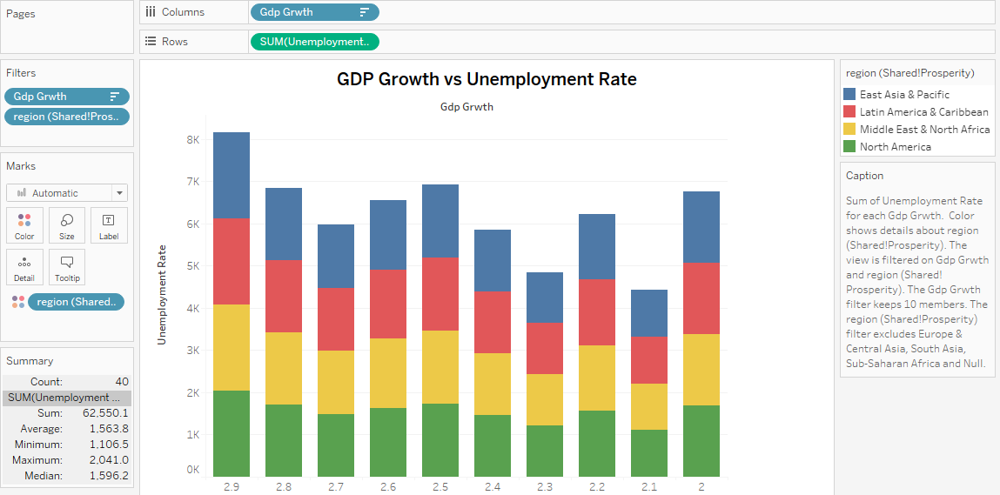 Pages
Columns
Gdp Grwth
Rows
SUM(Unemployment..
Filters
Gdp Grwth
region (Shared!Pros..
Marks
Automatic
Color
Size
Label
Detail
Tooltip
region (Shared..
Summary
Count: 40
SUM(Unemployment ...
Sum: 62,550.1
Average: 1,563.8
Minimum: 1,106.5
Maximum: 2,041.0
Median: 1,596.2
GDP Growth vs Unemployment Rate
Gdp Grwth
Unemployment Rate
8K
7K
6K
5K
4K
3K
2K
1K
0K
2.9 2.8 2.7 2.6 2.5 2.4 2.3 2.2 2.1 2
region (Shared!Prosperity)
East Asia & Pacific
Latin America & Caribbean
Middle East & North Africa
North America
Caption
Sum of Unemployment Rate
for each Gdp Grwth. Color
shows details about region
(Shared!Prosperity). The
view is filtered on Gdp Grwth
and region (Shared!
Prosperity). The Gdp Grwth
filter keeps 10 members. The
region (Shared!Prosperity)
filter excludes Europe &
Central Asia, South Asia,
Sub-Saharan Africa and Null.